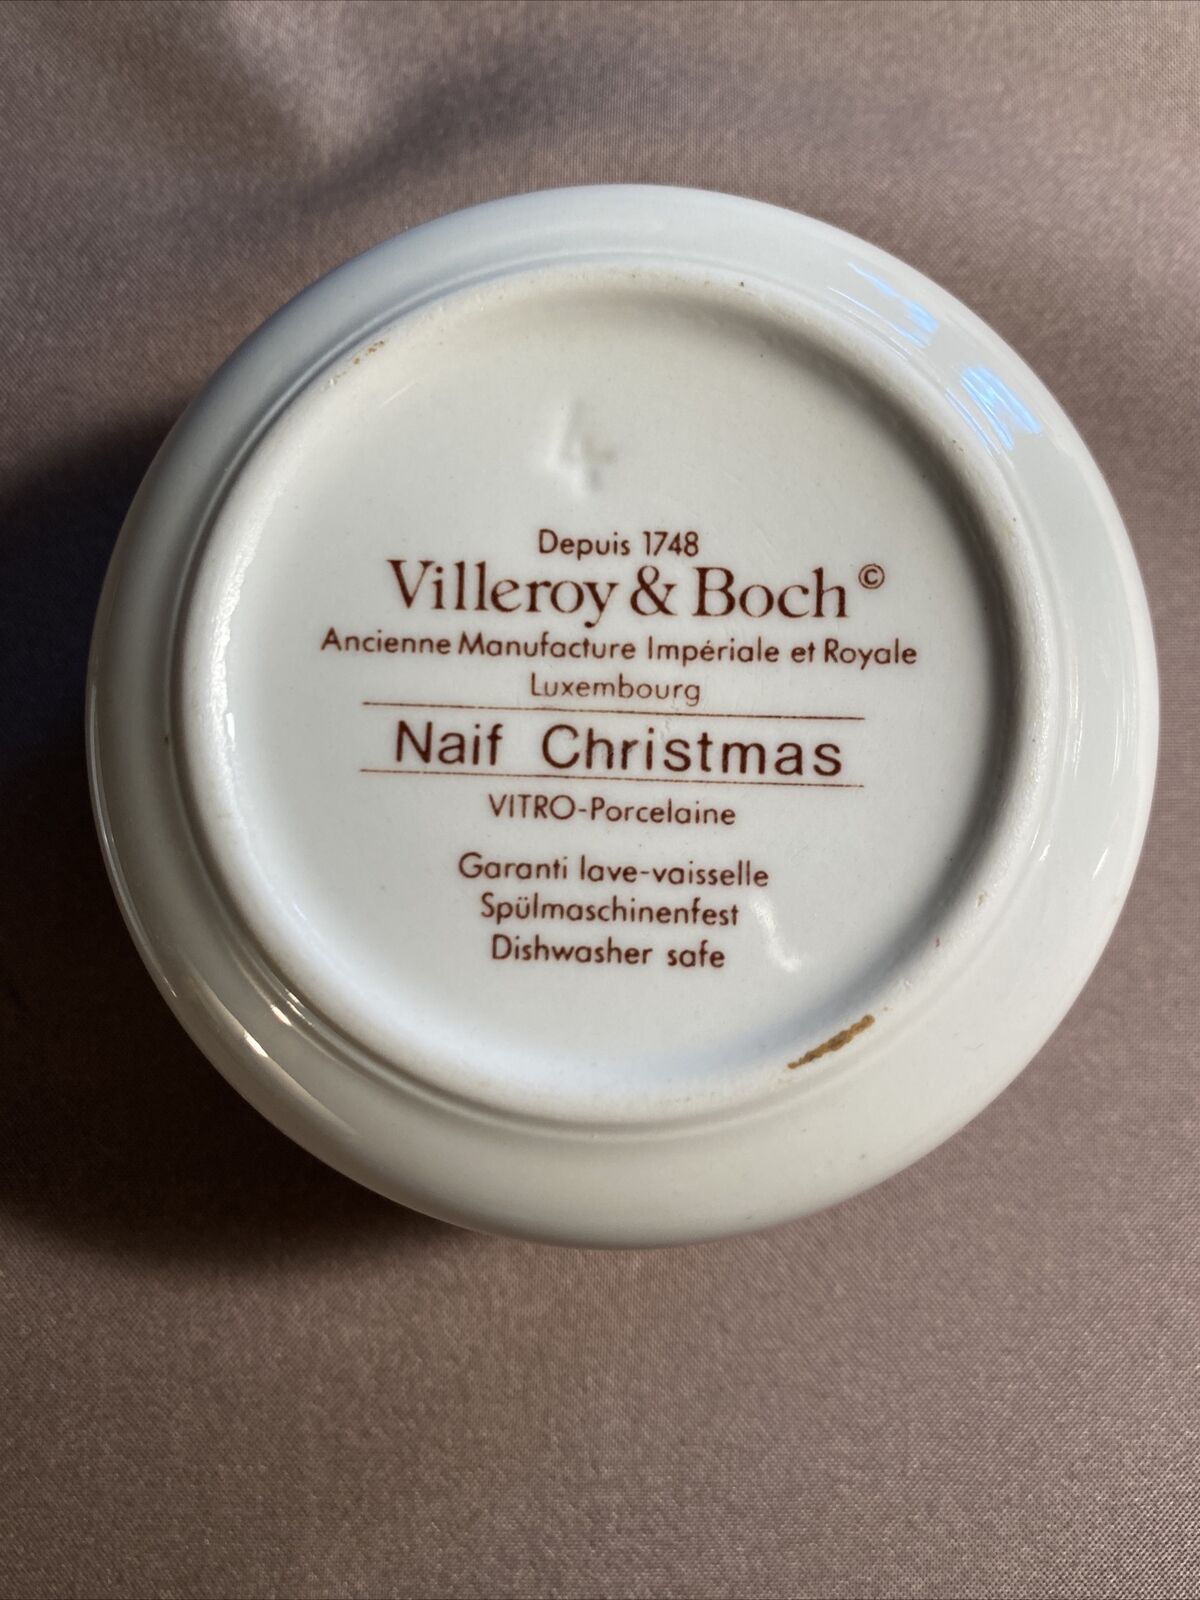 4
Depuis 1748
Villeroy & Boch ©
Ancienne Manufacture Impériale et Royale
Luxembourg
Naif Christmas
VITRO-Porcelaine
Garanti lave-vaisselle
Spülmaschinenfest
Dishwasher safe